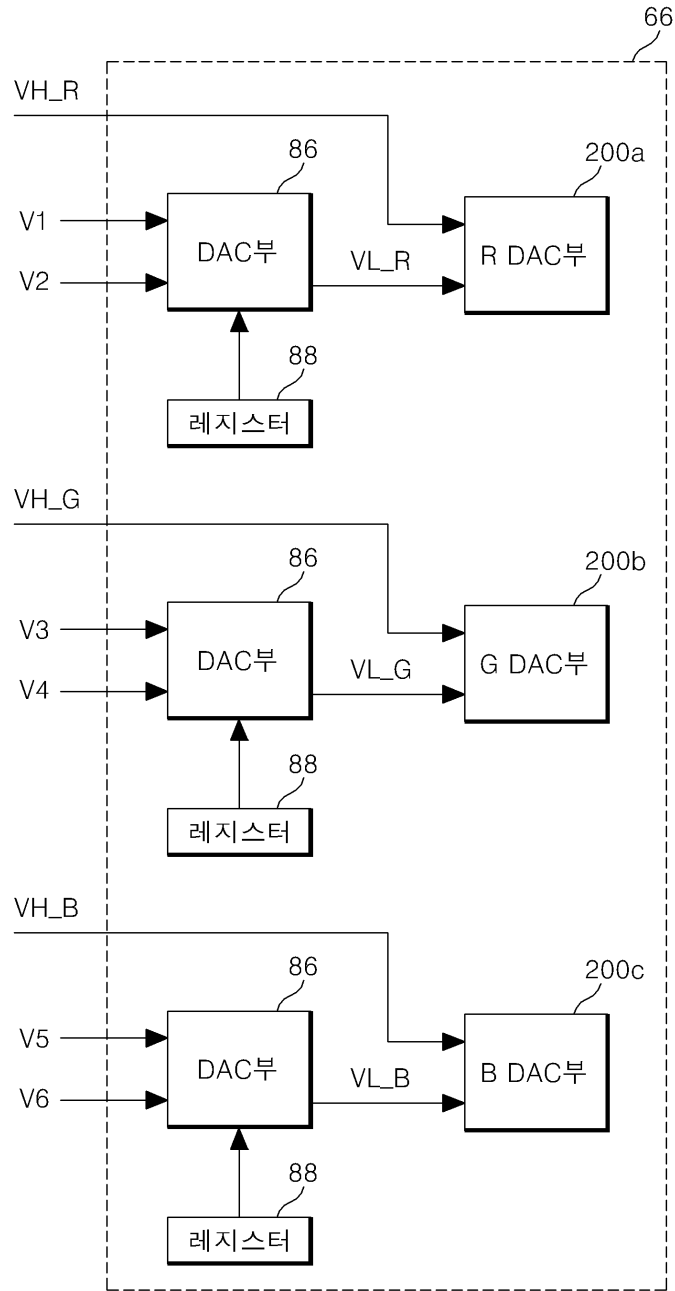 66
VH_R
86
200a
V1
DAC부
R DAC부
V2
VL_R
88
레지스터
VH_G
86
200b
V3
DAC부
G DAC부
V4
VL_G
88
레지스터
VH_B
86
200c
V5
DAC부
B DAC부
V6
VL_B
88
레지스터